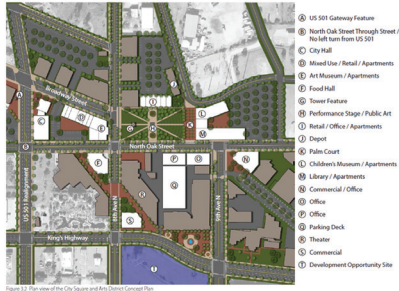 Ⓐ US 501 Gateway Feature
Ⓑ North Oak Street Through Street /
No left turn from US 501
Ⓒ City Hall
Ⓓ Mixed Use / Retail / Apartments
Ⓔ Art Museum / Apartments
Ⓕ Food Hall
Ⓖ Tower Feature
Ⓗ Performance Stage / Public Art
Ⓘ Retail / Office / Apartments
Ⓙ Depot
Ⓚ Palm Court
Ⓛ Children's Museum / Apartments
Ⓜ Library / Apartments
Ⓝ Commercial / Office
Ⓞ Office
Ⓟ Office
Ⓠ Parking Deck
Ⓡ Theater
Ⓢ Commercial
Ⓣ Development Opportunity Site
Broadway Street
North Oak Street
US 501 Realignment
8th Ave N
9th Ave N
King's Highway
Figure 3.2 Plan view of the City Square and Arts District Concept Plan